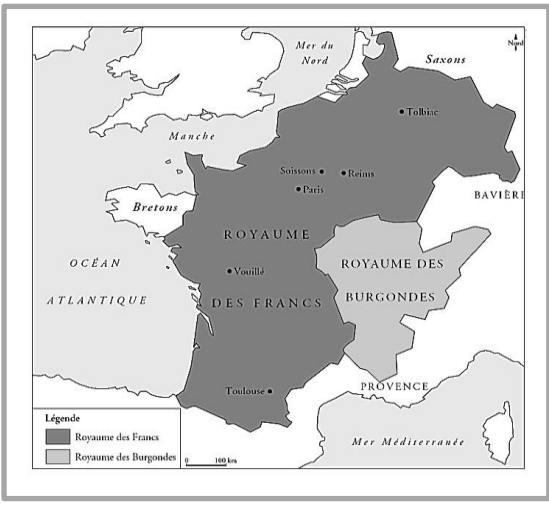 Mer du
Nord
Nord
Saxons
Tolbiac
Manche
Soissons
Reims
Paris
BAVIÈRE
Bretons
ROYAUME
DES FRANCS
ROYAUME DES
BURGONDES
OCÉAN
ATLANTIQUE
Vouillé
Toulouse
PROVENCE
Mer Méditerranée
Légende
Royaume des Francs
Royaume des Burgondes
0 100 km